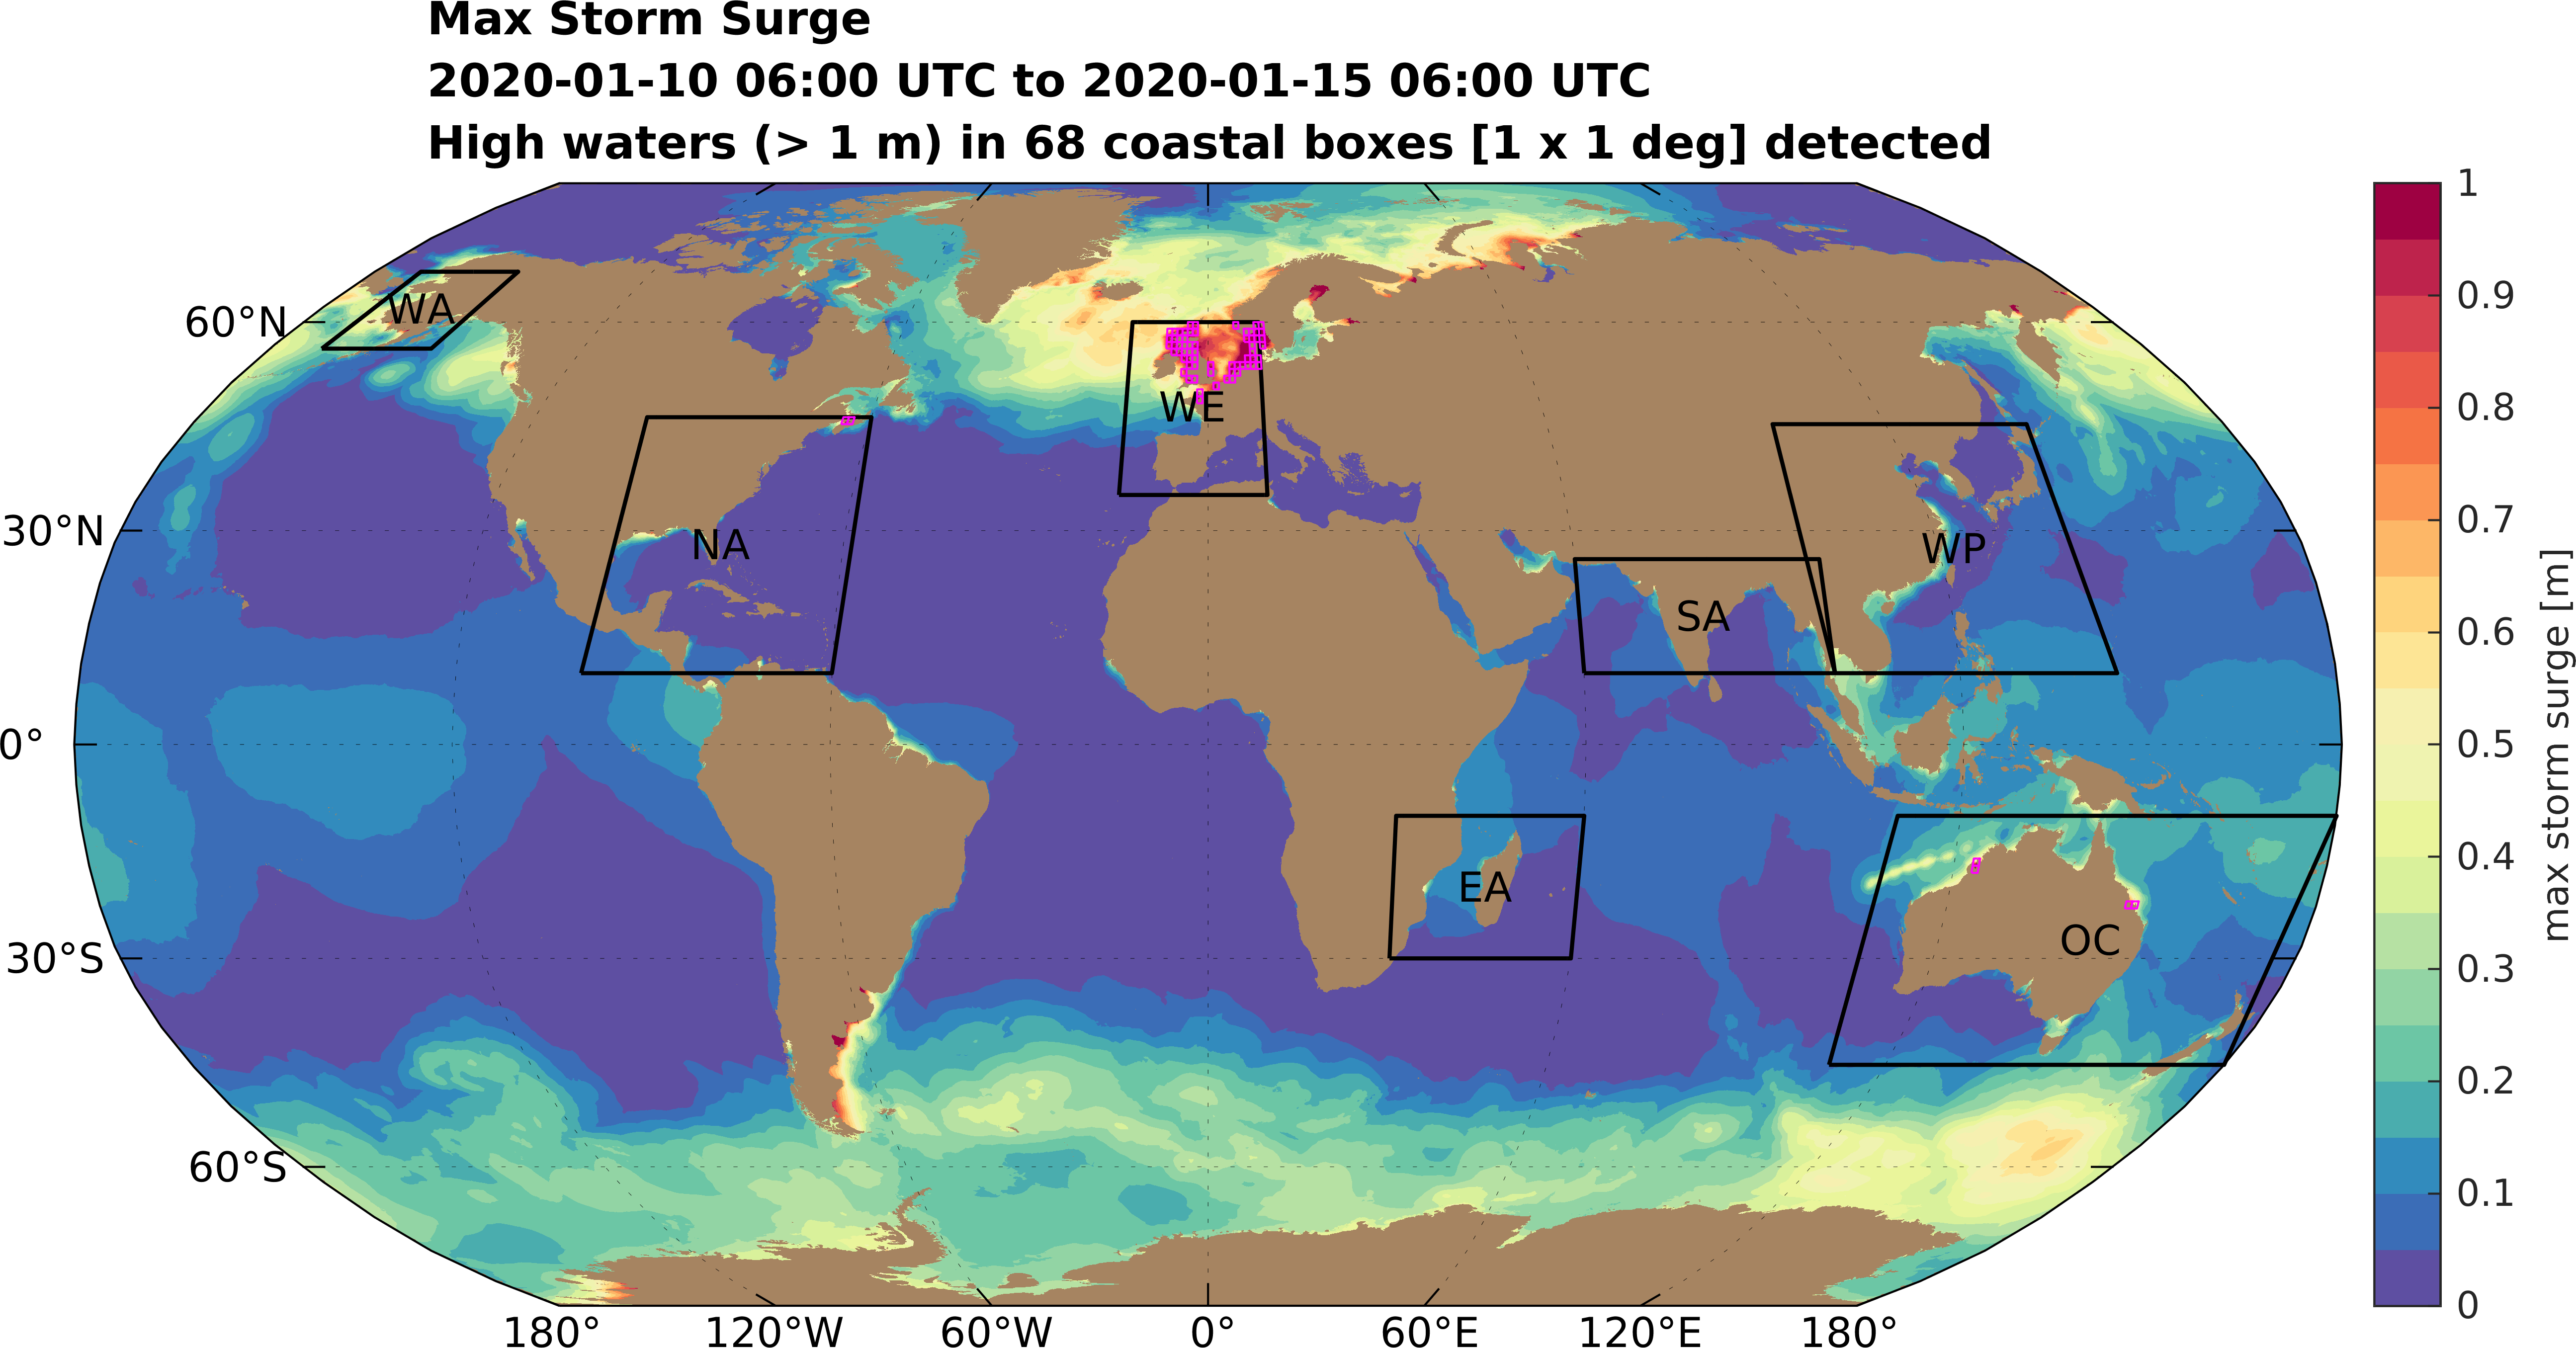 Max Storm Surge
2020-01-10 06:00 UTC to 2020-01-15 06:00 UTC
High waters (> 1 m) in 68 coastal boxes [1 x 1 deg] detected
60°N
30°N
0°
30°S
60°S
WA
NA
WE
SA
WP
EA
OC
180°
120°W
60°W
0°
60°E
120°E
180°
1
0.9
0.8
0.7
0.6
0.5
0.4
0.3
0.2
0.1
0
max storm surge [m]